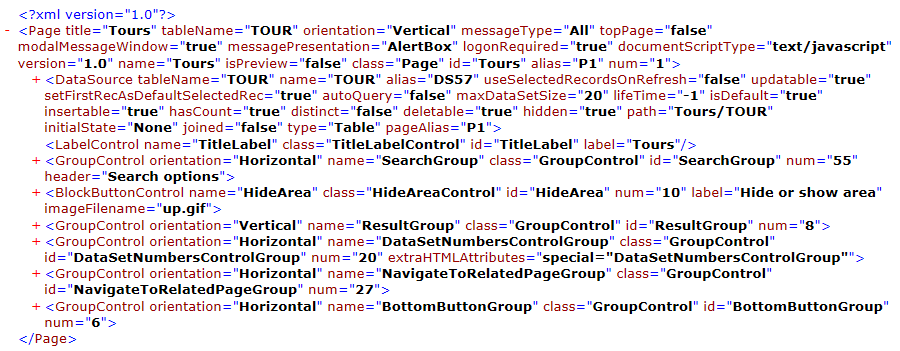 <?xml version="1.0"?>
- <Page title="Tours" tableName="TOUR" orientation="Vertical" messageType="All" topPage="false"
modalMessageWindow="true" messagePresentation="AlertBox" logonRequired="true" documentScriptType="text/javascript"
version="1.0" name="Tours" isPreview="false" class="Page" id="Tours" alias="P1" num="1">
+ <DataSource tableName="TOUR" name="TOUR" alias="DS57" useSelectedRecordsOnRefresh="false" updatable="true"
setFirstRecAsDefaultSelectedRec="true" autoQuery="false" maxDataSetSize="20" lifeTime="-1" isDefault="true"
insertable="true" hasCount="true" distinct="false" deletable="true" hidden="true" path="Tours/TOUR"
initialState="None" joined="false" type="Table" pageAlias="P1">
<LabelControl name="TitleLabel" class="TitleLabelControl" id="TitleLabel" label="Tours"/>
+ <GroupControl orientation="Horizontal" name="SearchGroup" class="GroupControl" id="SearchGroup" num="55"
header="Search options">
+ <BlockButtonControl name="HideArea" class="HideAreaControl" id="HideArea" num="10" label="Hide or show area"
imageFilename="up.gif">
+ <GroupControl orientation="Vertical" name="ResultGroup" class="GroupControl" id="ResultGroup" num="8">
+ <GroupControl orientation="Horizontal" name="DataSetNumbersControlGroup" class="GroupControl"
id="DataSetNumbersControlGroup" num="20" extraHTMLAttributes="special="DataSetNumbersControlGroup"">
+ <GroupControl orientation="Horizontal" name="NavigateToRelatedPageGroup" class="GroupControl"
id="NavigateToRelatedPageGroup" num="27">
+ <GroupControl orientation="Horizontal" name="BottomButtonGroup" class="GroupControl" id="BottomButtonGroup"
num="6">
</Page>